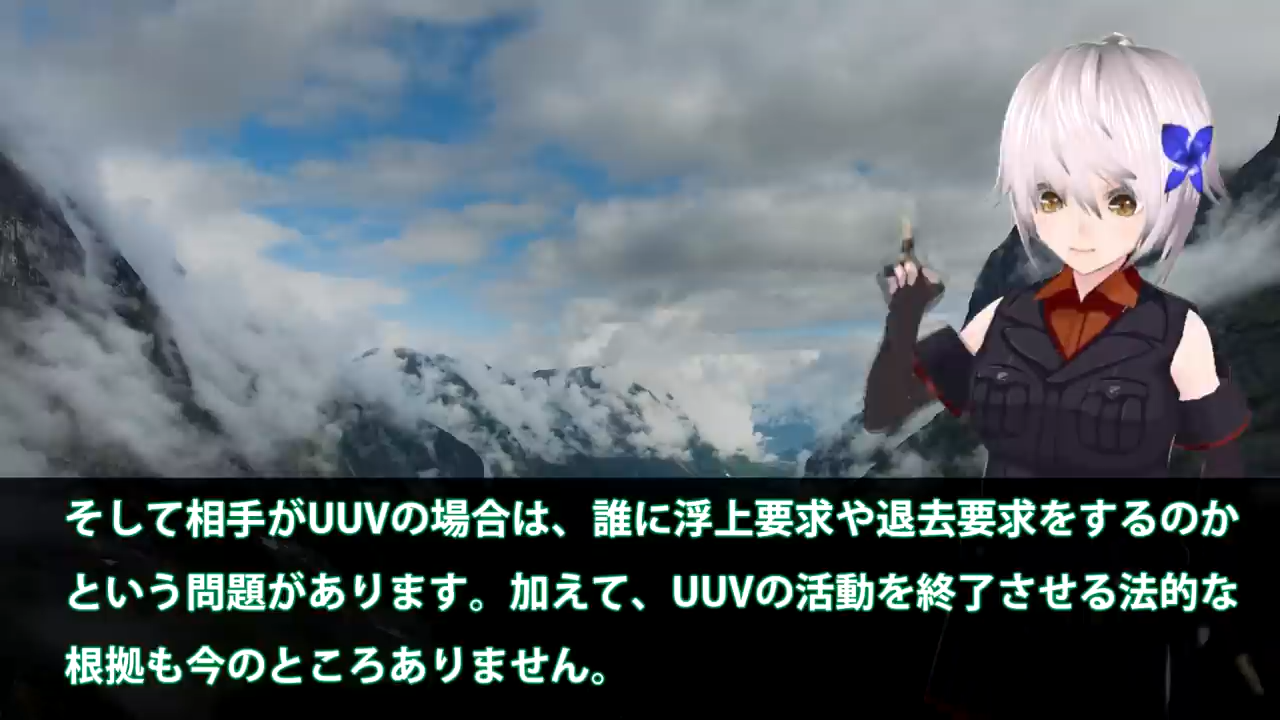 そして相手がUUVの場合は、誰に浮上要求や退去要求をするのか
という問題があります。加えて、UUVの活動を終了させる法的な
根拠も今のところありません。